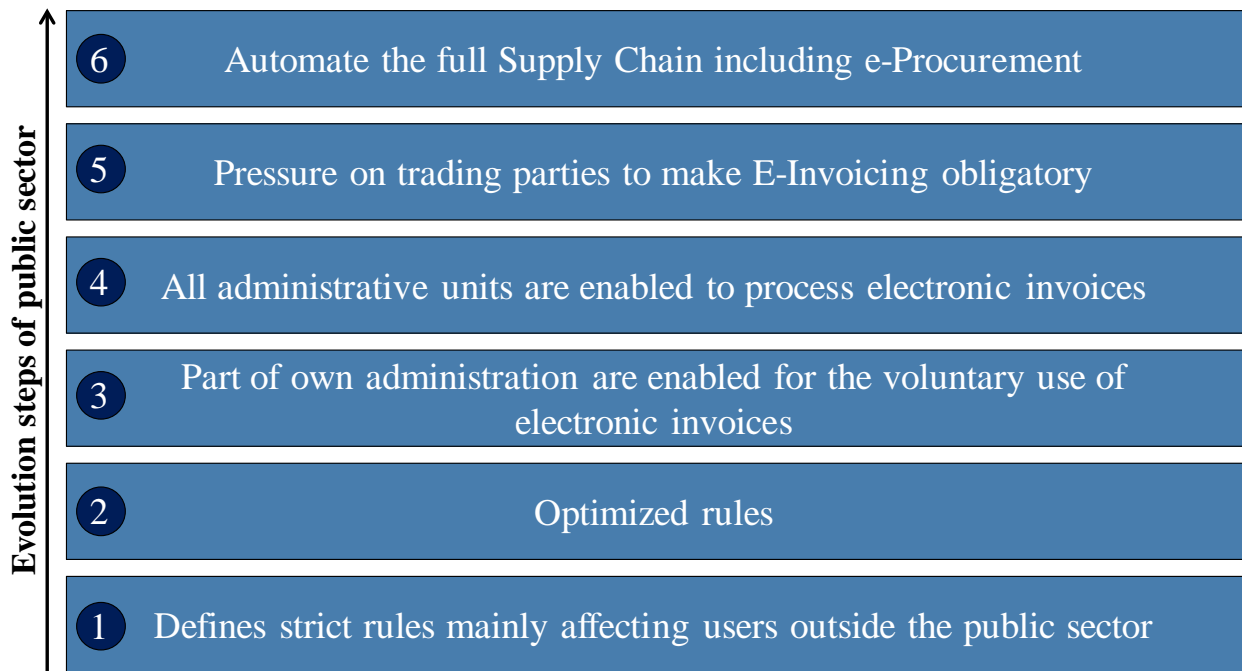 Evolution steps of public sector
6 Automate the full Supply Chain including e-Procurement
5 Pressure on trading parties to make E-Invoicing obligatory
4 All administrative units are enabled to process electronic invoices
3 Part of own administration are enabled for the voluntary use of
electronic invoices
2 Optimized rules
1 Defines strict rules mainly affecting users outside the public sector